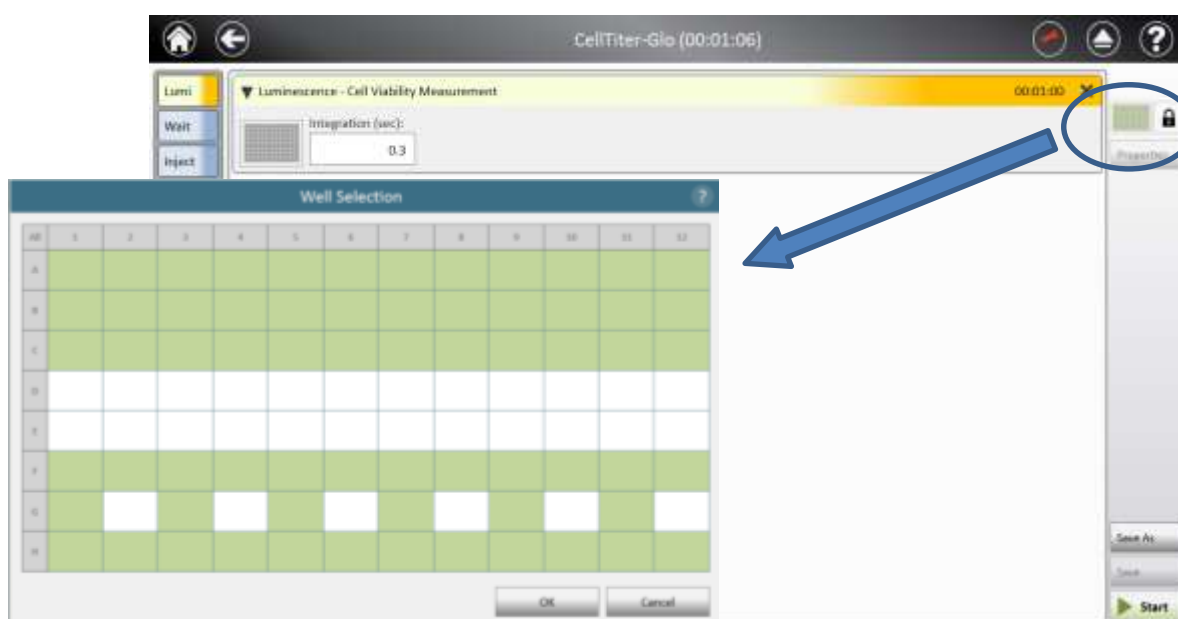 CellTiter-Glo (00:01:06)
?
Lumi
Wait
Inject
▼ Luminescence - Cell Viability Measurement 00:01:00 X
Integration (sec):
0.3
Properties
Well Selection ?
All 1 2 3 4 5 6 7 8 9 10 11 12
A
B
C
D
E
F
G
H
OK Cancel
Save As
Save
Start